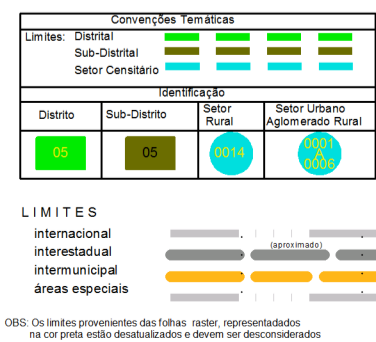 Convenções Temáticas
Limites: Distrital
Sub-Distrital
Setor Censitário
Identificação
Distrito
Sub-Distrito
Setor
Rural
Setor Urbano
Aglomerado Rural
05
05
0014
0001
A
0006
LIMITES
internacional
interestadual
(aproximado)
intermunicipal
áreas especiais
OBS: Os limites provenientes das folhas raster, representadados
na cor preta estão desatualizados e devem ser desconsiderados